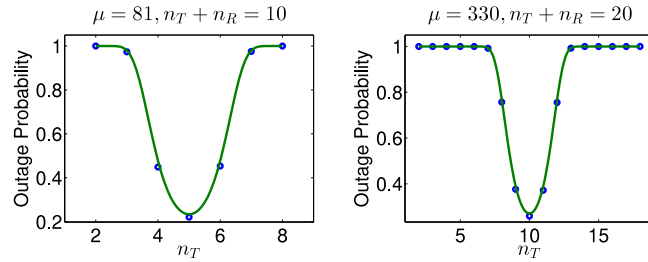 μ = 81, n_T + n_R = 10
Outage Probability
1
0.8
0.6
0.4
0.2
2 4 6 8
n_T
μ = 330, n_T + n_R = 20
Outage Probability
1
0.8
0.6
0.4
5 10 15
n_T